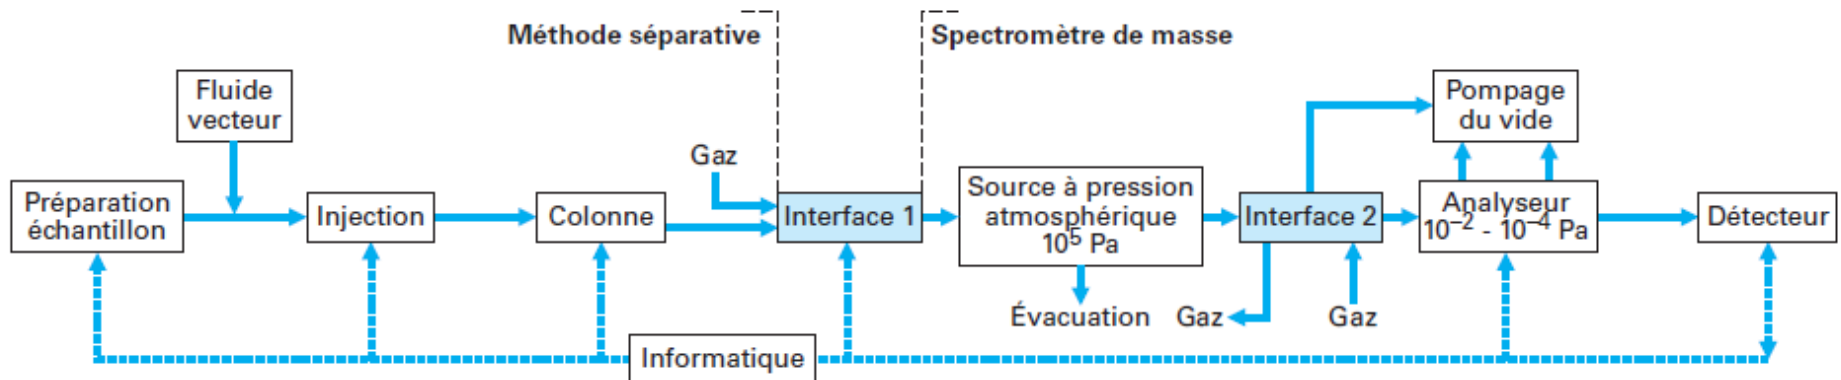 Méthode séparative
Spectromètre de masse
Fluide
vecteur
Pompage
du vide
Gaz
Préparation
échantillon
Injection
Colonne
Interface 1
Source à pression
atmosphérique
10⁵ Pa
Interface 2
Analyseur
10⁻² - 10⁻⁴ Pa
Détecteur
Évacuation
Gaz
Gaz
Informatique